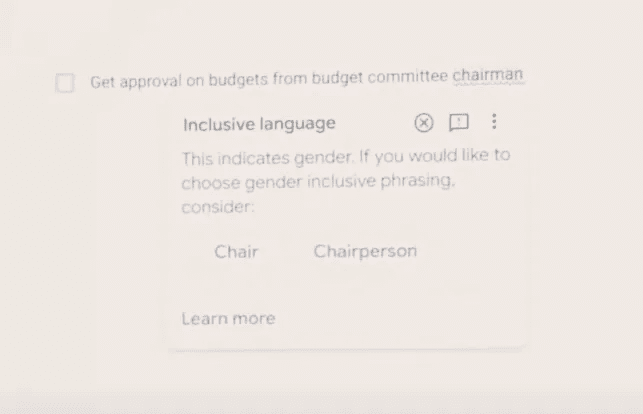 Get approval on budgets from budget committee chairman
Inclusive language
This indicates gender. If you would like to
choose gender inclusive phrasing,
consider:
Chair Chairperson
Learn more